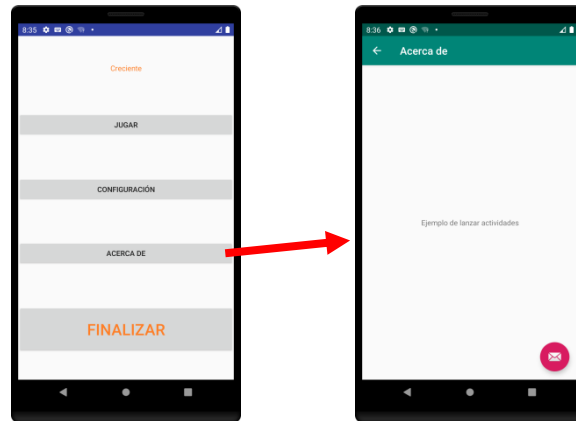 8:35
Creciente
JUGAR
CONFIGURACIÓN
ACERCA DE
FINALIZAR
8:36
Acerca de
Ejemplo de lanzar actividades